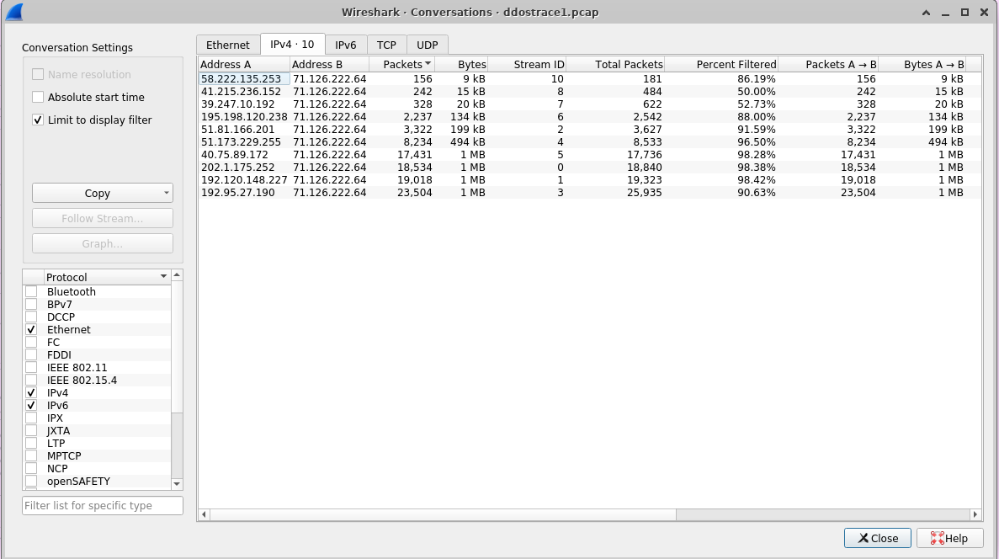 Wireshark · Conversations · ddostrace1.pcap
Conversation Settings
Name resolution
Absolute start time
Limit to display filter
Copy
Follow Stream...
Graph...
Protocol
Bluetooth
BPv7
DCCP
Ethernet
FC
FDDI
IEEE 802.11
IEEE 802.15.4
IPv4
IPv6
IPX
JXTA
LTP
MPTCP
NCP
openSAFETY
Filter list for specific type
Ethernet IPv4 · 10 IPv6 TCP UDP
Address A Address B Packets Bytes Stream ID Total Packets Percent Filtered Packets A → B Bytes A → B
58.222.135.253 71.126.222.64 156 9 kB 10 181 86.19% 156 9 kB
41.215.236.152 71.126.222.64 242 15 kB 8 484 50.00% 242 15 kB
39.247.10.192 71.126.222.64 328 20 kB 7 622 52.73% 328 20 kB
195.198.120.238 71.126.222.64 2,237 134 kB 6 2,542 88.00% 2,237 134 kB
51.81.166.201 71.126.222.64 3,322 199 kB 2 3,627 91.59% 3,322 199 kB
51.173.229.255 71.126.222.64 8,234 494 kB 4 8,533 96.50% 8,234 494 kB
40.75.89.172 71.126.222.64 17,431 1 MB 5 17,736 98.28% 17,431 1 MB
202.1.175.252 71.126.222.64 18,534 1 MB 0 18,840 98.38% 18,534 1 MB
192.120.148.227 71.126.222.64 19,018 1 MB 1 19,323 98.42% 19,018 1 MB
192.95.27.190 71.126.222.64 23,504 1 MB 3 25,935 90.63% 23,504 1 MB
Close Help